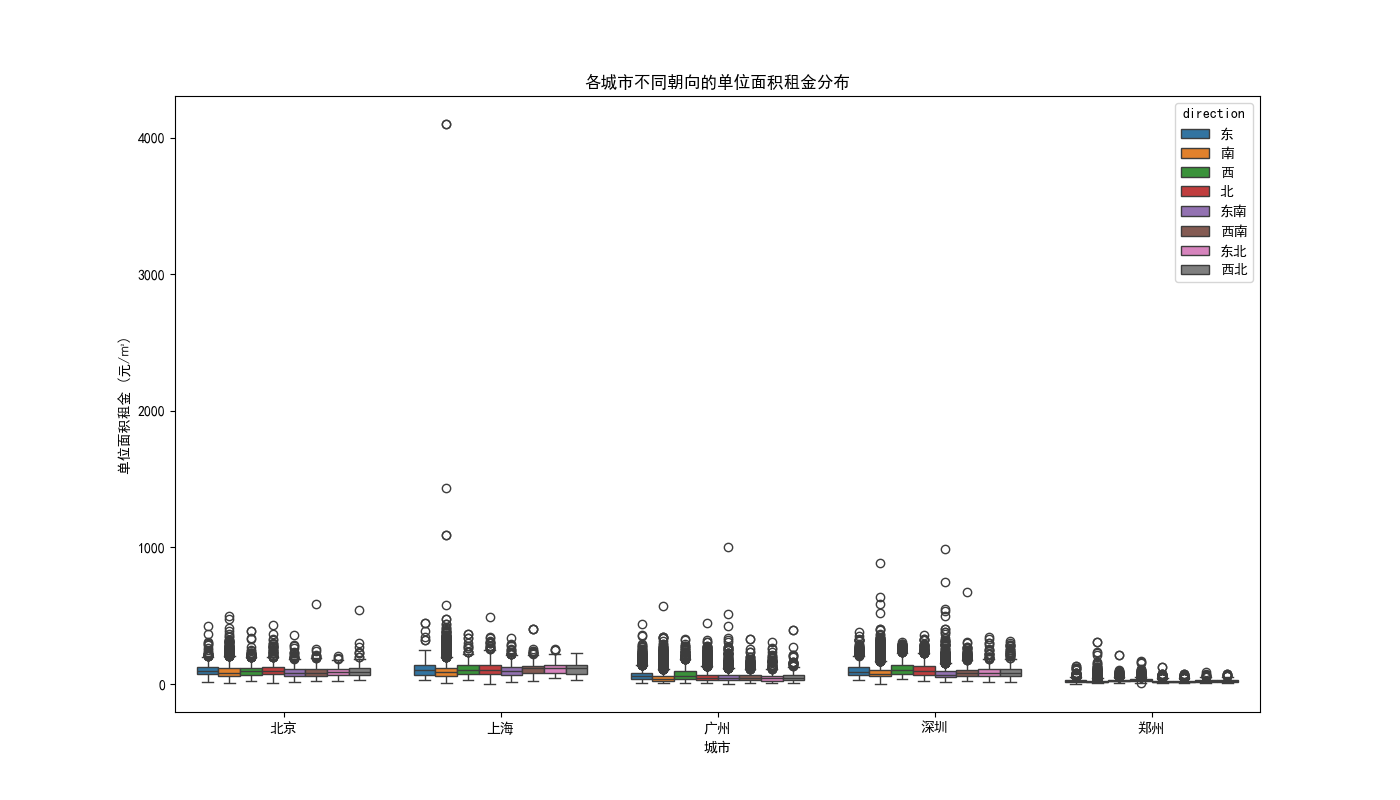 各城市不同朝向的单位面积租金分布
direction
东
南
西
北
东南
西南
东北
西北
4000
3000
2000
1000
0
单位面积租金 (元/㎡)
北京
上海
广州
深圳
郑州
城市